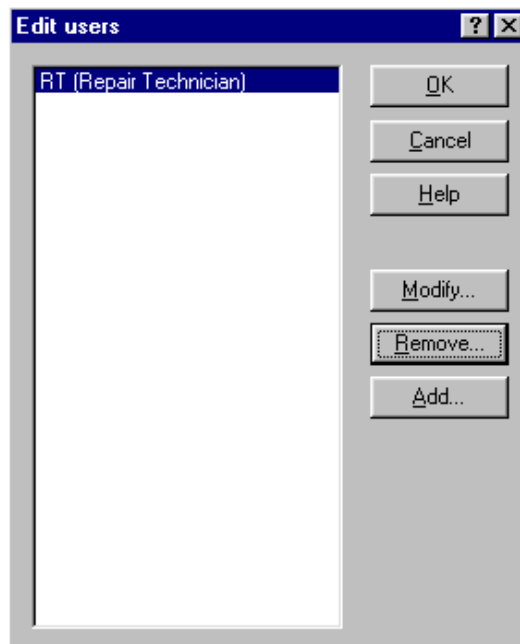 Edit users
RT (Repair Technician)
OK
Cancel
Help
Modify...
Remove...
Add...